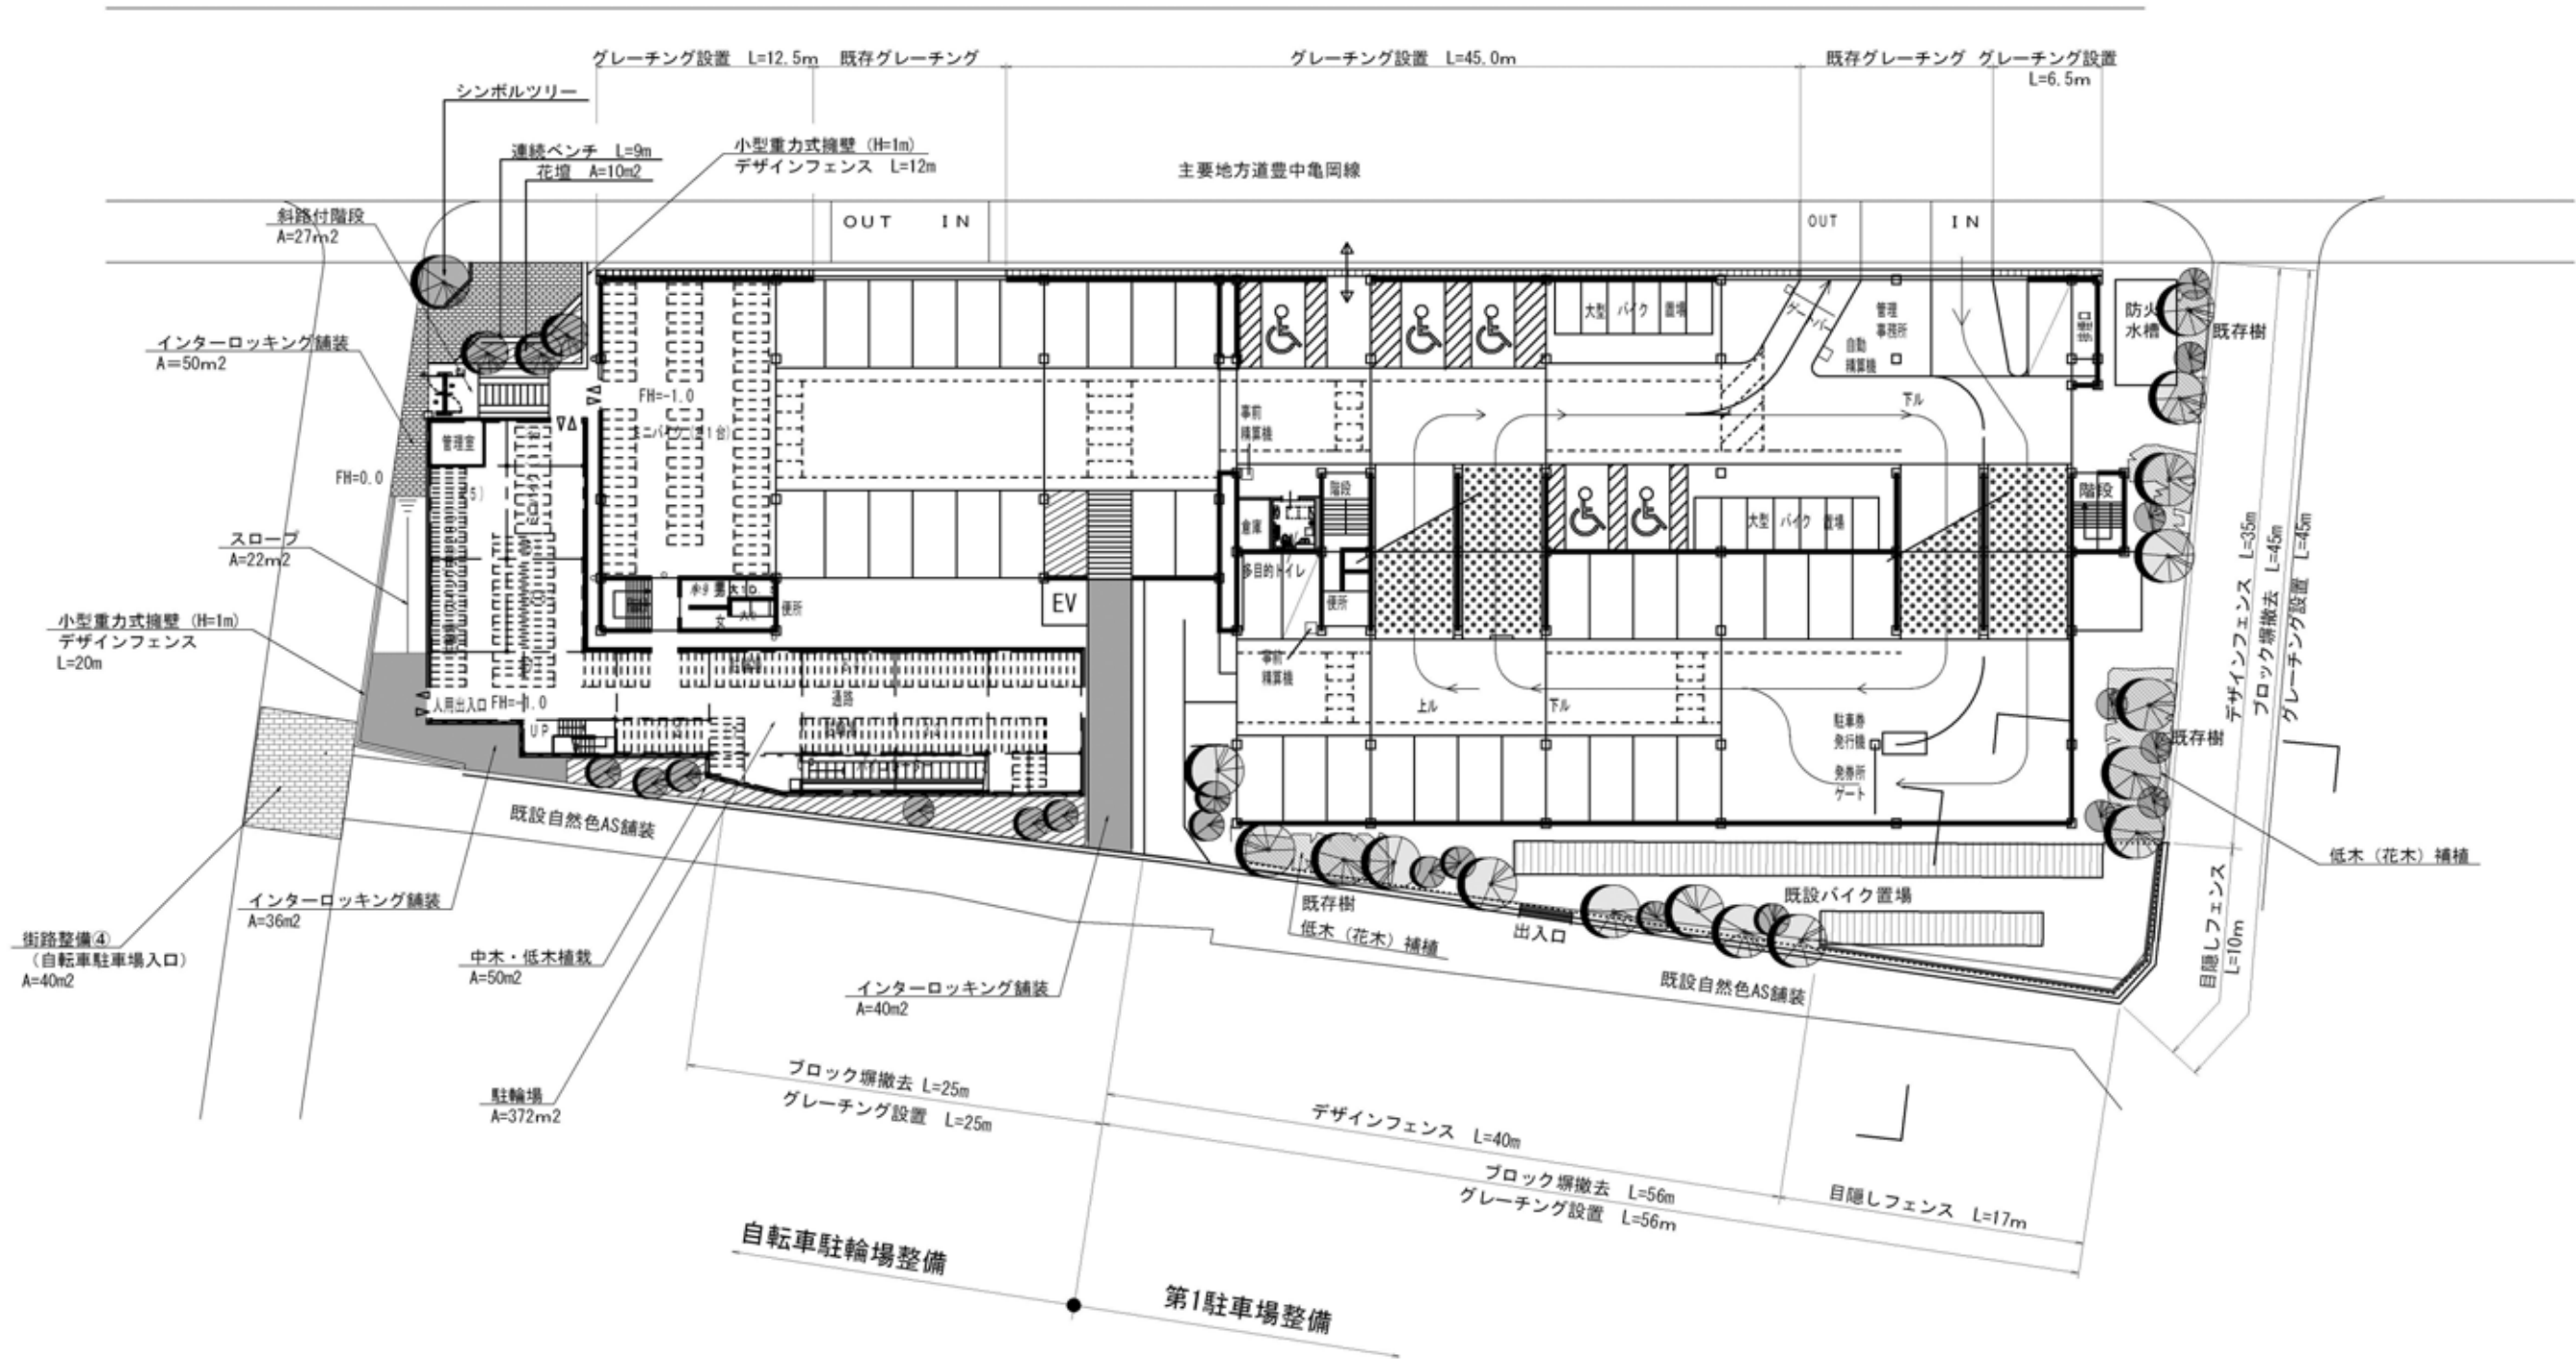 グレーチング設置 L=12.5m 既存グレーチング
グレーチング設置 L=45.0m
既存グレーチング グレーチング設置
L=6.5m
シンボルツリー
連続ベンチ L=9m
花壇 A=10m2
小型重力式擁壁 (H=1m)
デザインフェンス L=12m
主要地方道豊中亀岡線
斜路付階段
A=27m2
OUT IN
OUT
IN
インターロッキング舗装
A=50m2
大型 バイク 置場
ゲートバー
管理
事務所
自動
精算機
防火
水槽
既存樹
FH=-1.0
事前
精算機
下ル
管理室
FH=0.0
階段
倉庫
多目的トイレ
便所
大型 バイク 置場
階段
スロープ
A=22m2
EV
便所
女
小型重力式擁壁 (H=1m)
デザインフェンス
L=20m
事前
精算機
通路
人用出入口 FH=-1.0
UP
上ル
下ル
駐車券
発行機
発券所
ゲート
既存樹
デザインフェンス L=35m
ブロック塀撤去 L=45m
グレーチング設置 L=45m
既設自然色AS舗装
低木（花木）補植
インターロッキング舗装
A=36m2
既存樹
低木（花木）補植
既設バイク置場
出入口
目隠しフェンス
L=10m
街路整備④
（自転車駐車場入口）
A=40m2
中木・低木植栽
A=50m2
インターロッキング舗装
A=40m2
既設自然色AS舗装
駐輪場
A=372m2
ブロック塀撤去 L=25m
グレーチング設置 L=25m
デザインフェンス L=40m
ブロック塀撤去 L=56m
グレーチング設置 L=56m
目隠しフェンス L=17m
自転車駐輪場整備
第1駐車場整備